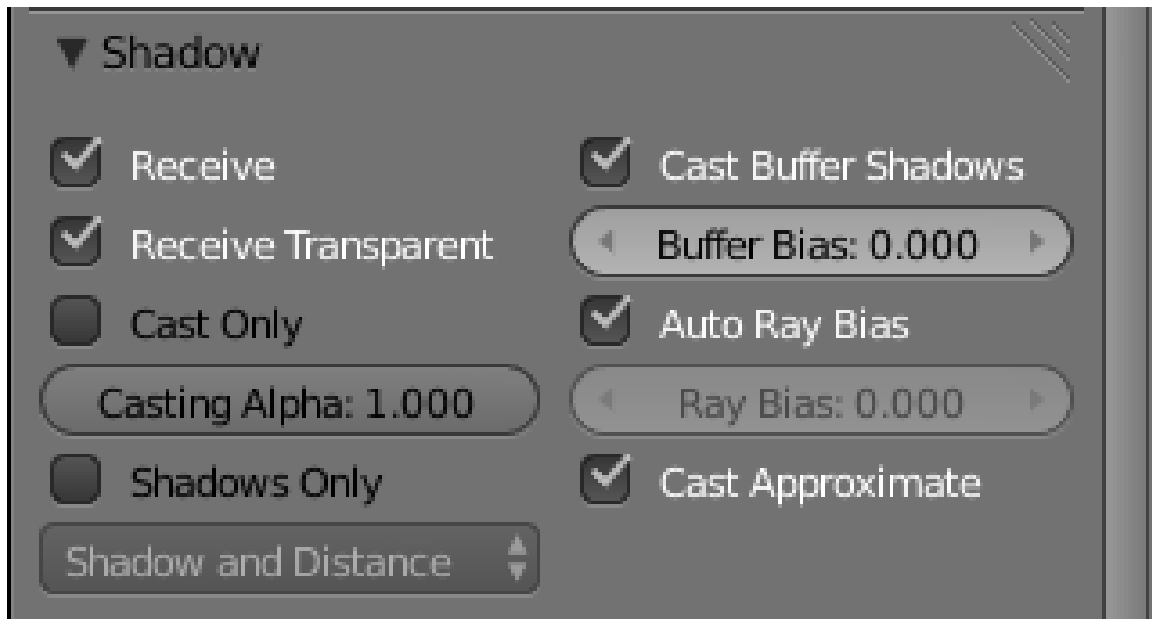 Shadow
Receive
Receive Transparent
Cast Only
Casting Alpha: 1.000
Shadows Only
Shadow and Distance
Cast Buffer Shadows
Buffer Bias: 0.000
Auto Ray Bias
Ray Bias: 0.000
Cast Approximate